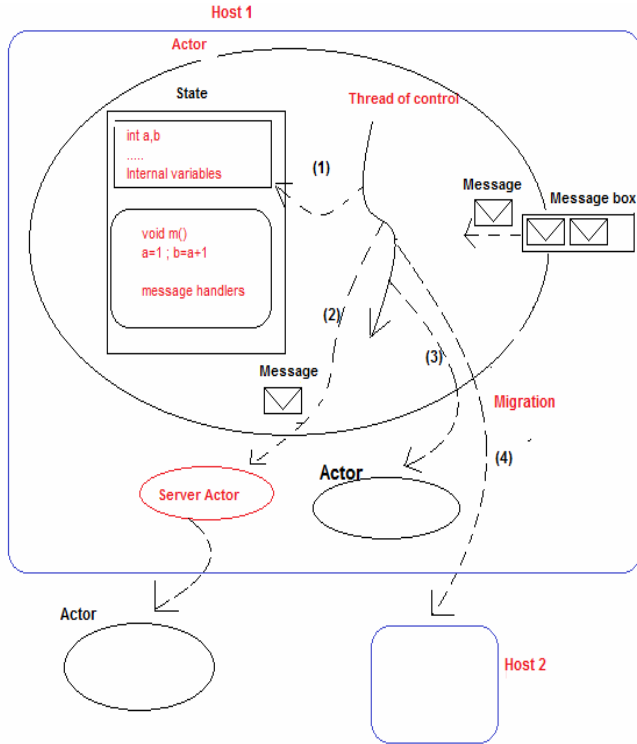 Host 1
Actor
State
Thread of control
int a,b
.....
Internal variables
(1)
Message
Message box
void m()
a=1 ; b=a+1
message handlers
(2)
(3)
Message
Migration
(4)
Actor
Server Actor
Actor
Host 2